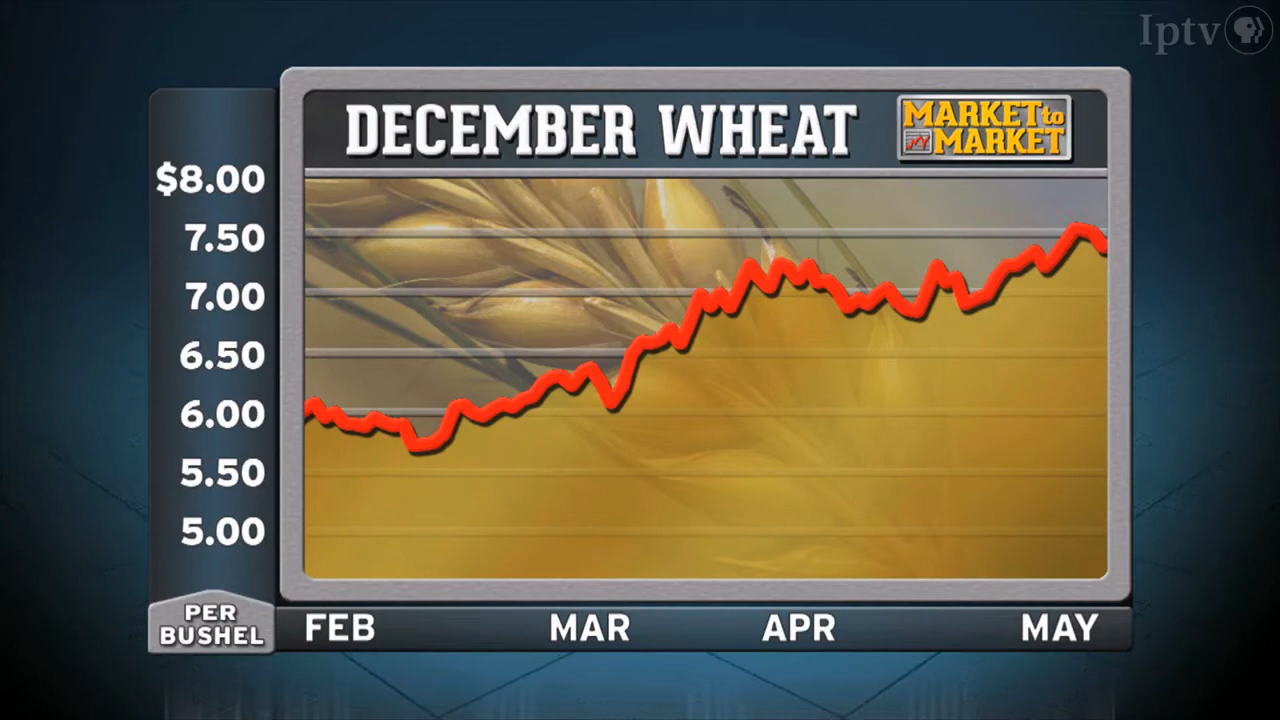 Iptv
DECEMBER WHEAT
MARKET to
MARKET
$8.00
7.50
7.00
6.50
6.00
5.50
5.00
PER
BUSHEL
FEB MAR APR MAY